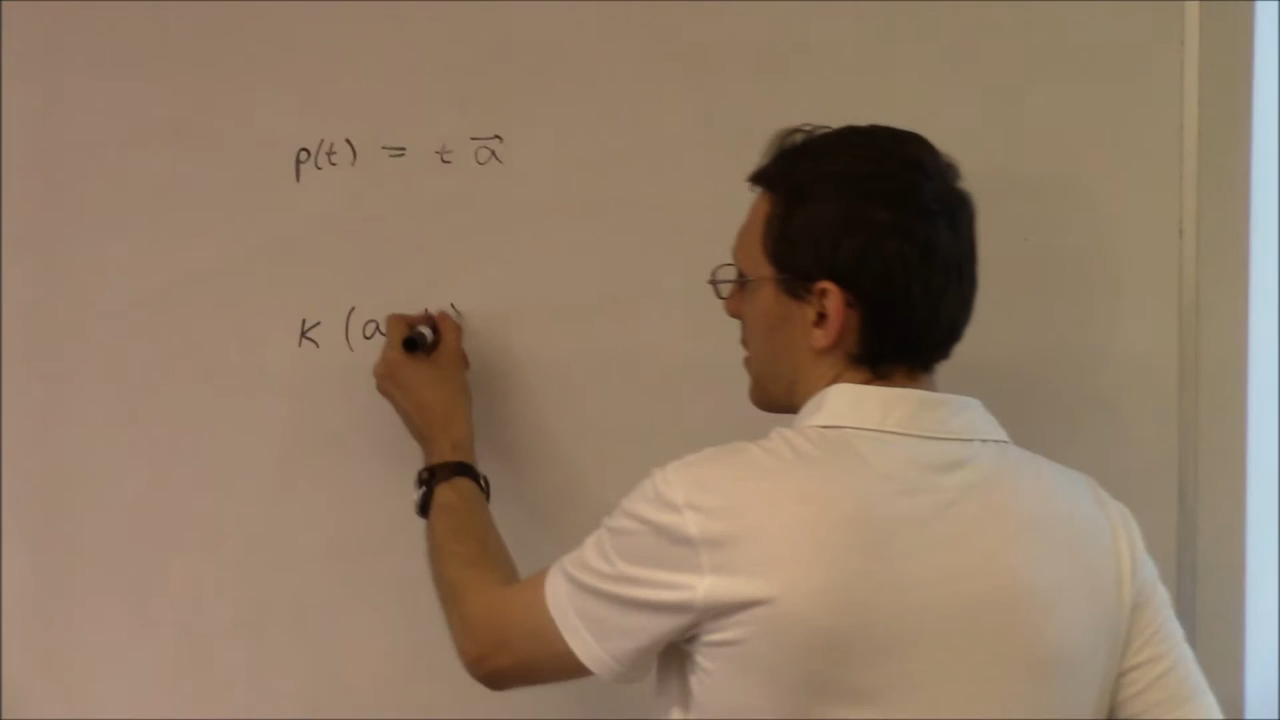 p(t) = t a⃗
K (a